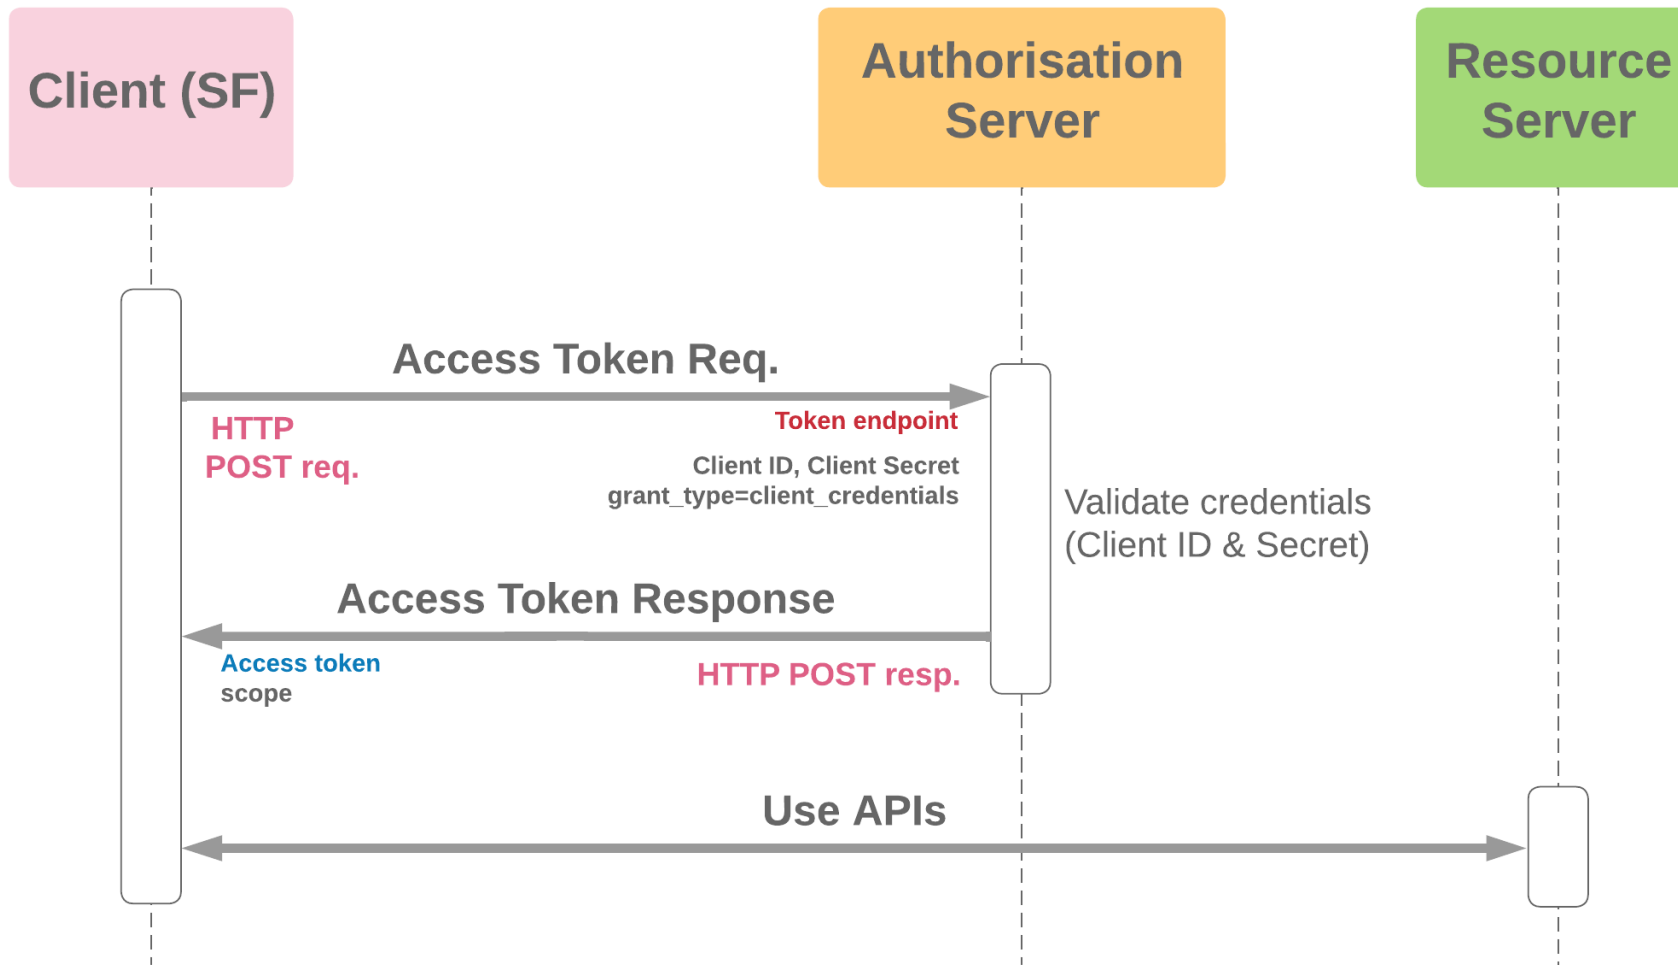 Client (SF)
Authorisation
Server
Resource
Server
Access Token Req.
HTTP
POST req.
Token endpoint
Client ID, Client Secret
grant_type=client_credentials
Validate credentials
(Client ID & Secret)
Access Token Response
Access token
scope
HTTP POST resp.
Use APIs